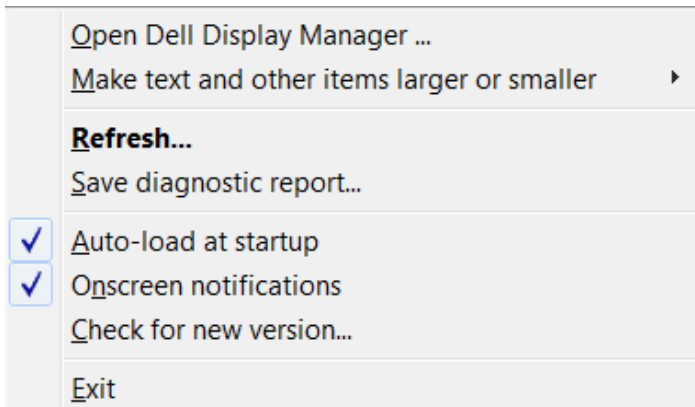 Open Dell Display Manager ...
Make text and other items larger or smaller
Refresh...
Save diagnostic report...
Auto-load at startup
Onscreen notifications
Check for new version...
Exit